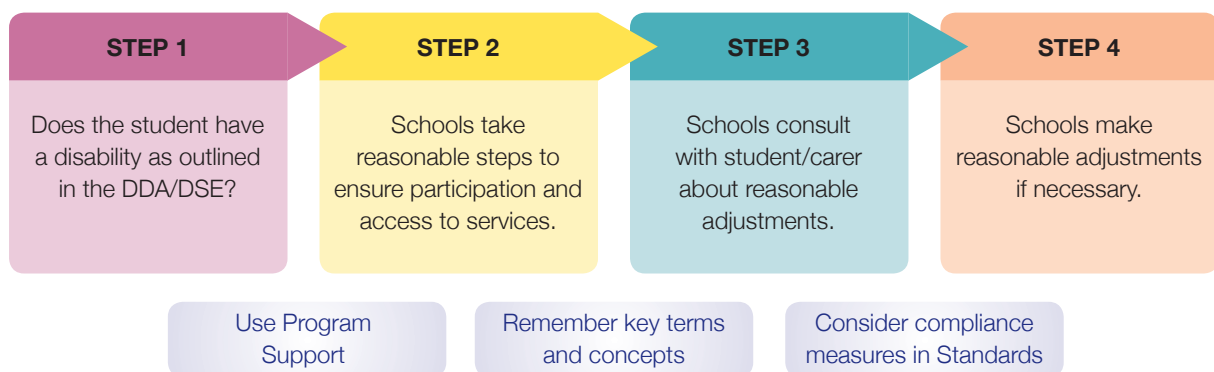 STEP 1
Does the student have
a disability as outlined
in the DDA/DSE?
STEP 2
Schools take
reasonable steps to
ensure participation and
access to services.
STEP 3
Schools consult
with student/carer
about reasonable
adjustments.
STEP 4
Schools make
reasonable adjustments
if necessary.
Use Program
Support
Remember key terms
and concepts
Consider compliance
measures in Standards